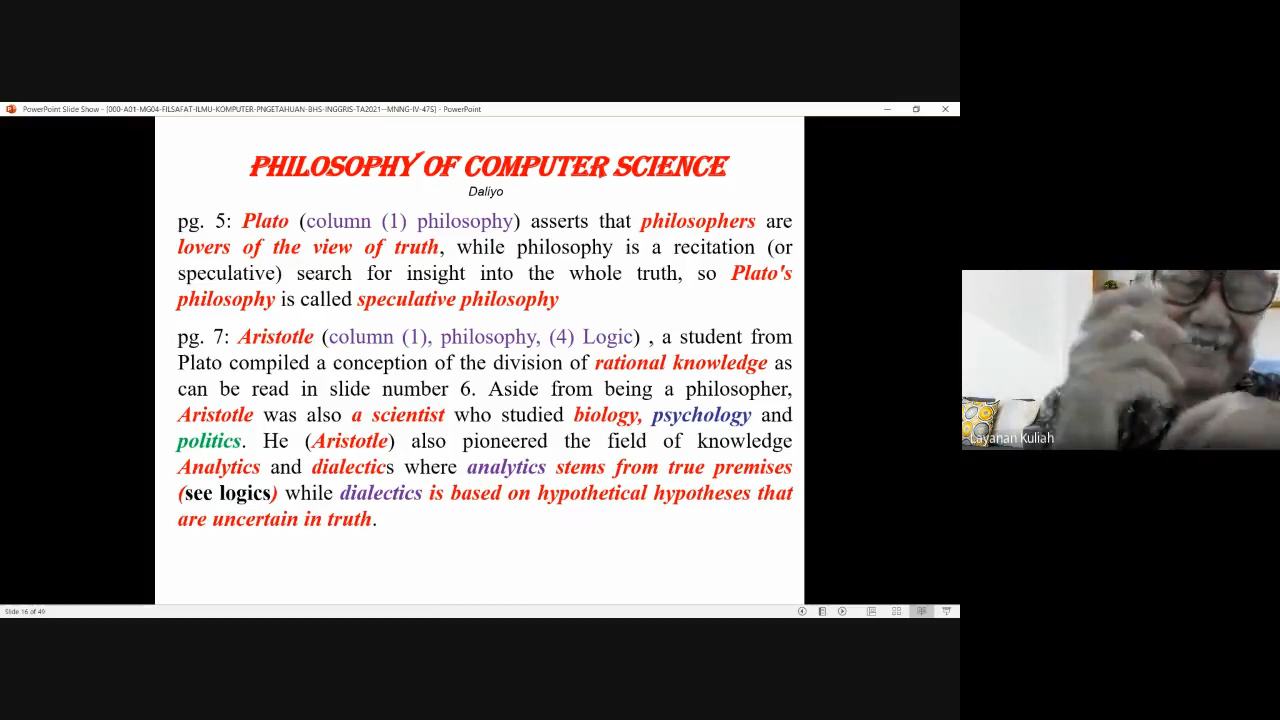 PowerPoint Slide Show - [000-A01-MG04-FILSAFAT-ILMU-KOMPUTER-PNGETAHUAN-BHS-INGGRIS-TA2021--MNNG-IV-47S] - PowerPoint
PHILOSOPHY OF COMPUTER SCIENCE
Daliyo
pg. 5: Plato (column (1) philosophy) asserts that philosophers are
lovers of the view of truth, while philosophy is a recitation (or
speculative) search for insight into the whole truth, so Plato's
philosophy is called speculative philosophy
pg. 7: Aristotle (column (1), philosophy, (4) Logic) , a student from
Plato compiled a conception of the division of rational knowledge as
can be read in slide number 6. Aside from being a philosopher,
Aristotle was also a scientist who studied biology, psychology and
politics. He (Aristotle) also pioneered the field of knowledge
Analytics and dialectics where analytics stems from true premises
(see logics) while dialectics is based on hypothetical hypotheses that
are uncertain in truth.
Layanan Kuliah
Slide 16 of 49